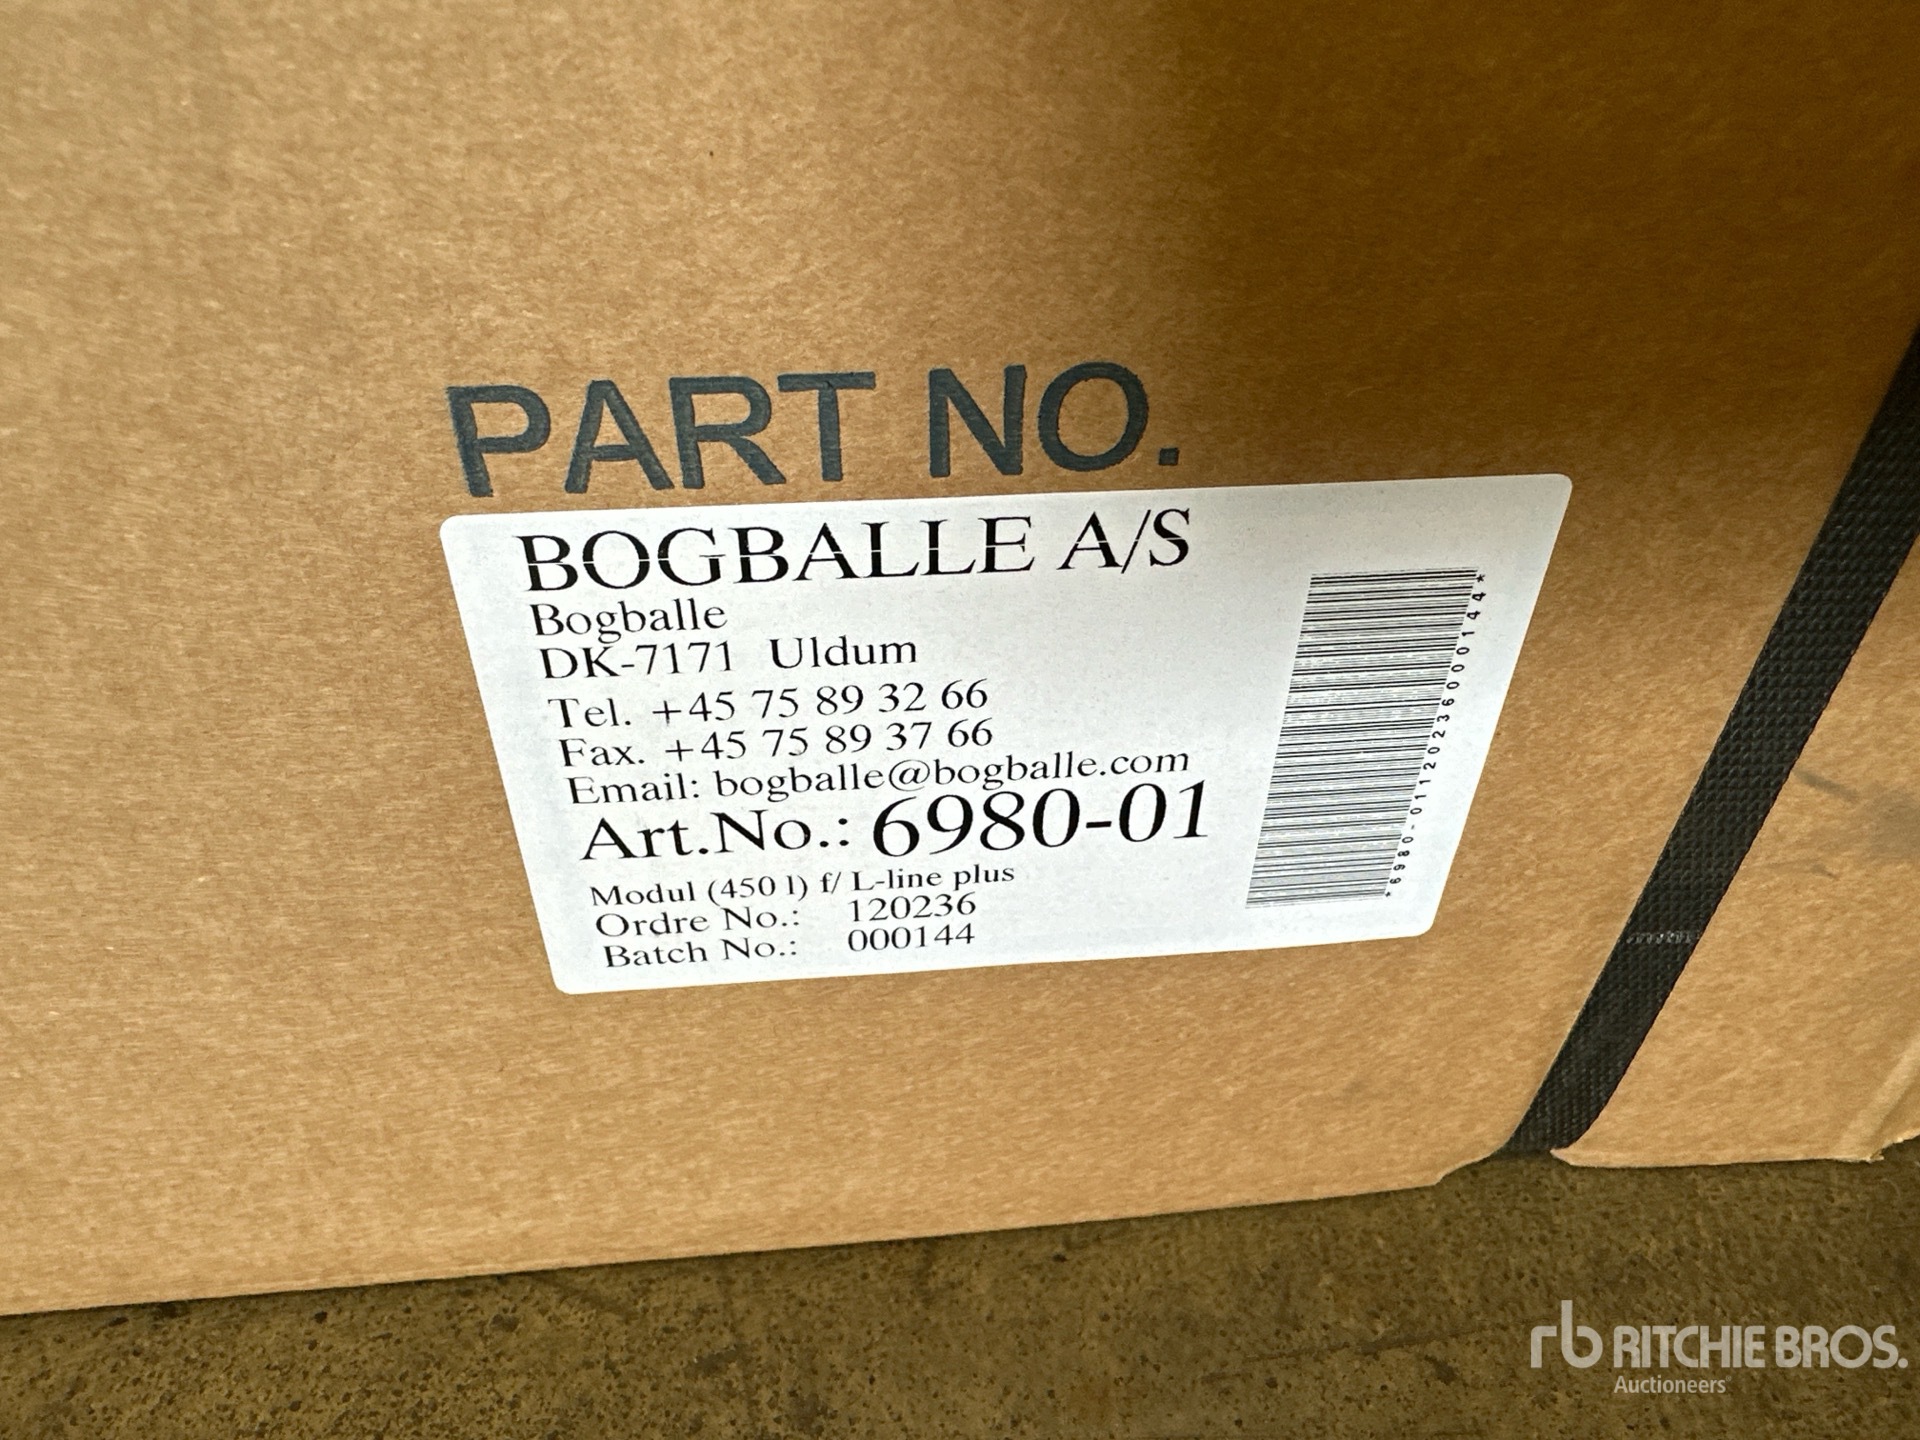 PART NO.
BOGBALLE A/S
Bogballe
DK-7171 Uldum
Tel. +45 75 89 32 66
Fax. +45 75 89 37 66
Email: bogballe@bogballe.com
Art.No.: 6980-01
Modul (450 l) f/ L-line plus
Ordre No.: 120236
Batch No.: 000144
*6980-01120236000144*
rb RITCHIE BROS.
Auctioneers